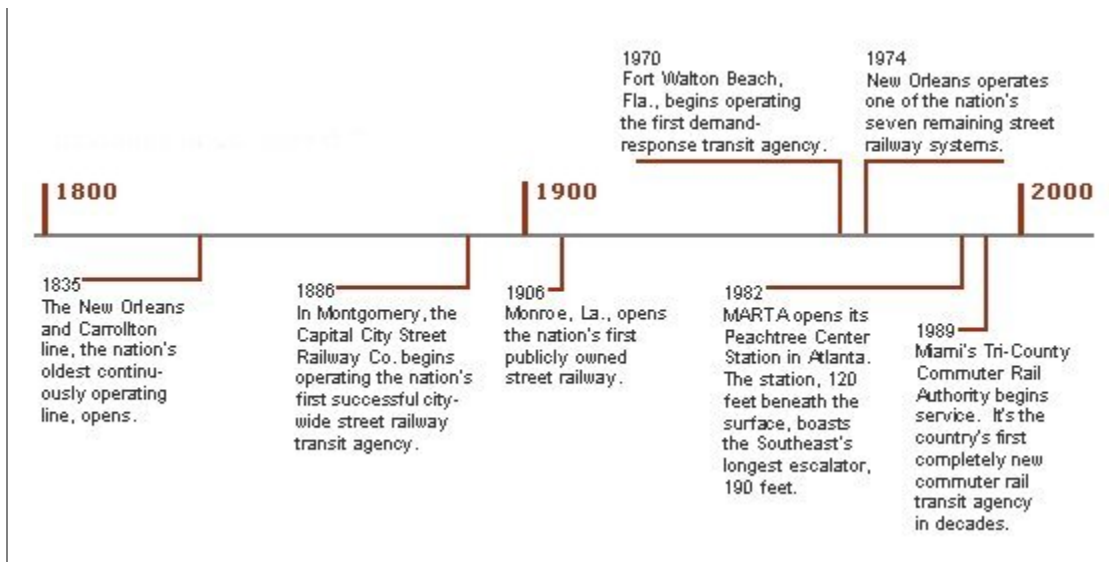 1970
Fort Walton Beach,
Fla., begins operating
the first demand-
response transit agency.
1974
New Orleans operates
one of the nation's
seven remaining street
railway systems.
1800
1900
2000
1835
The New Orleans
and Carrollton
line, the nation's
oldest continu-
ously operating
line, opens.
1886
In Montgomery, the
Capital City Street
Railway Co. begins
operating the nation's
first successful city-
wide street railway
transit agency.
1906
Monroe, La., opens
the nation's first
publicly owned
street railway.
1982
MARTA opens its
Peachtree Center
Station in Atlanta.
The station, 120
feet beneath the
surface, boasts
the Southeast's
longest escalator,
190 feet.
1989
Miami's Tri-County
Commuter Rail
Authority begins
service. It's the
country's first
completely new
commuter rail
transit agency
in decades.